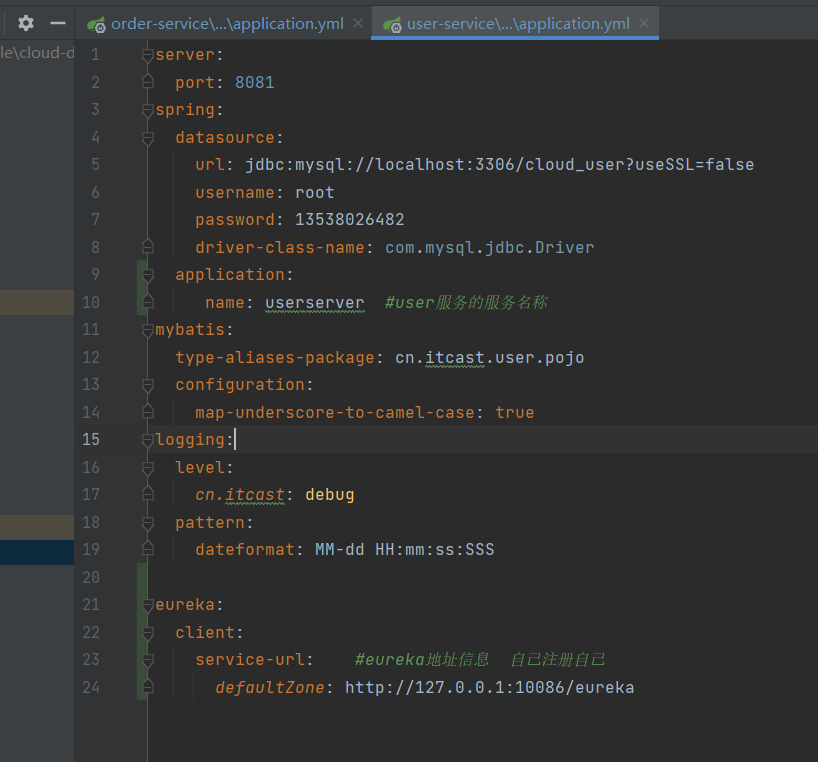 order-service\...\application.yml × user-service\...\application.yml ×
le\cloud-d
1 server:
2   port: 8081
3 spring:
4   datasource:
5     url: jdbc:mysql://localhost:3306/cloud_user?useSSL=false
6     username: root
7     password: 13538026482
8     driver-class-name: com.mysql.jdbc.Driver
9   application:
10      name: userserver  #user服务的服务名称
11 mybatis:
12   type-aliases-package: cn.itcast.user.pojo
13   configuration:
14     map-underscore-to-camel-case: true
15 logging:
16   level:
17     cn.itcast: debug
18   pattern:
19     dateformat: MM-dd HH:mm:ss:SSS
20
21 eureka:
22   client:
23     service-url:    #eureka地址信息  自己注册自己
24       defaultZone: http://127.0.0.1:10086/eureka